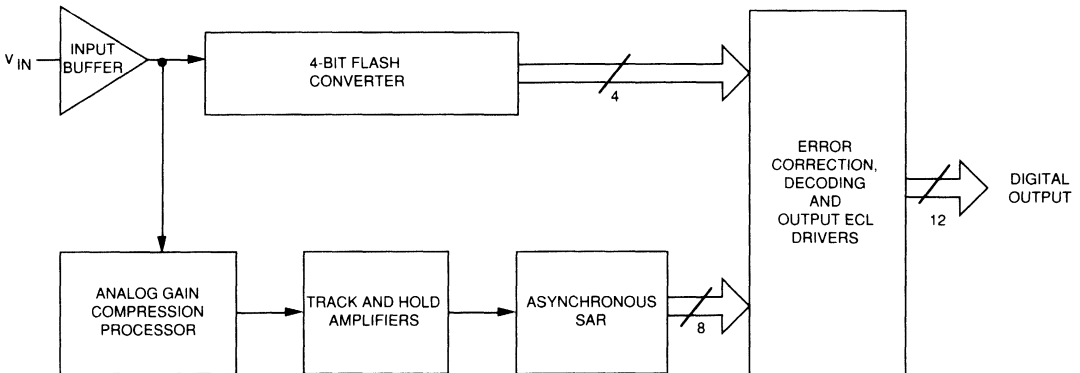 V IN
INPUT
BUFFER
4-BIT FLASH
CONVERTER
4
ERROR
CORRECTION,
DECODING
AND
OUTPUT ECL
DRIVERS
12
DIGITAL
OUTPUT
ANALOG GAIN
COMPRESSION
PROCESSOR
TRACK AND HOLD
AMPLIFIERS
ASYNCHRONOUS
SAR
8